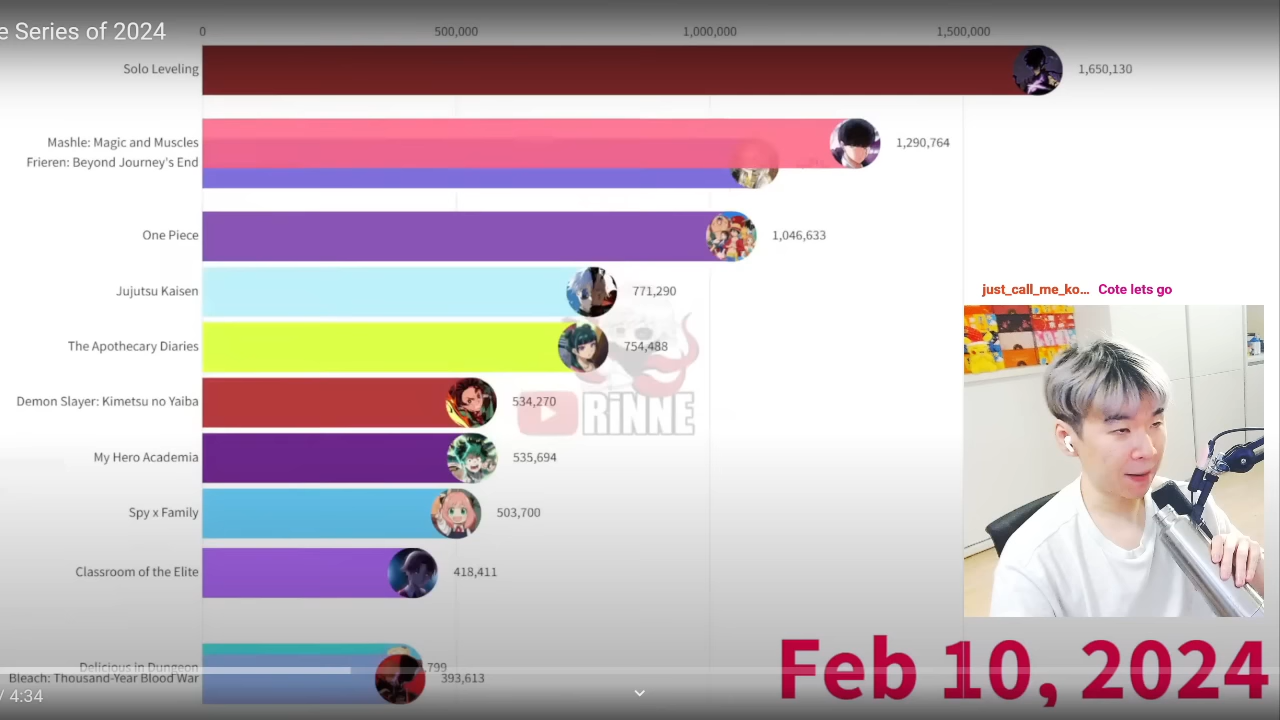 e Series of 2024
0 500,000 1,000,000 1,500,000
Solo Leveling 1,650,130
Mashle: Magic and Muscles 1,290,764
Frieren: Beyond Journey's End
One Piece 1,046,633
Jujutsu Kaisen 771,290
The Apothecary Diaries 754,488
Demon Slayer: Kimetsu no Yaiba 534,270
RiNNE
My Hero Academia 535,694
Spy x Family 503,700
Classroom of the Elite 418,411
Delicious in Dungeon ,799
Bleach: Thousand-Year Blood War 393,613
just_call_me_ko... Cote lets go
/ 4:34
Feb 10, 2024